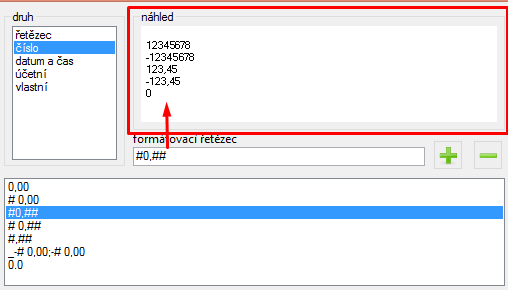 druh
řetězec
číslo
datum a čas
účetní
vlastní
náhled
12345678
-12345678
123,45
-123,45
0
formátovací řetězec
#0,##
0,00
# 0,00
#0,##
# 0,##
#,##
_-# 0,00;-# 0,00
0.0